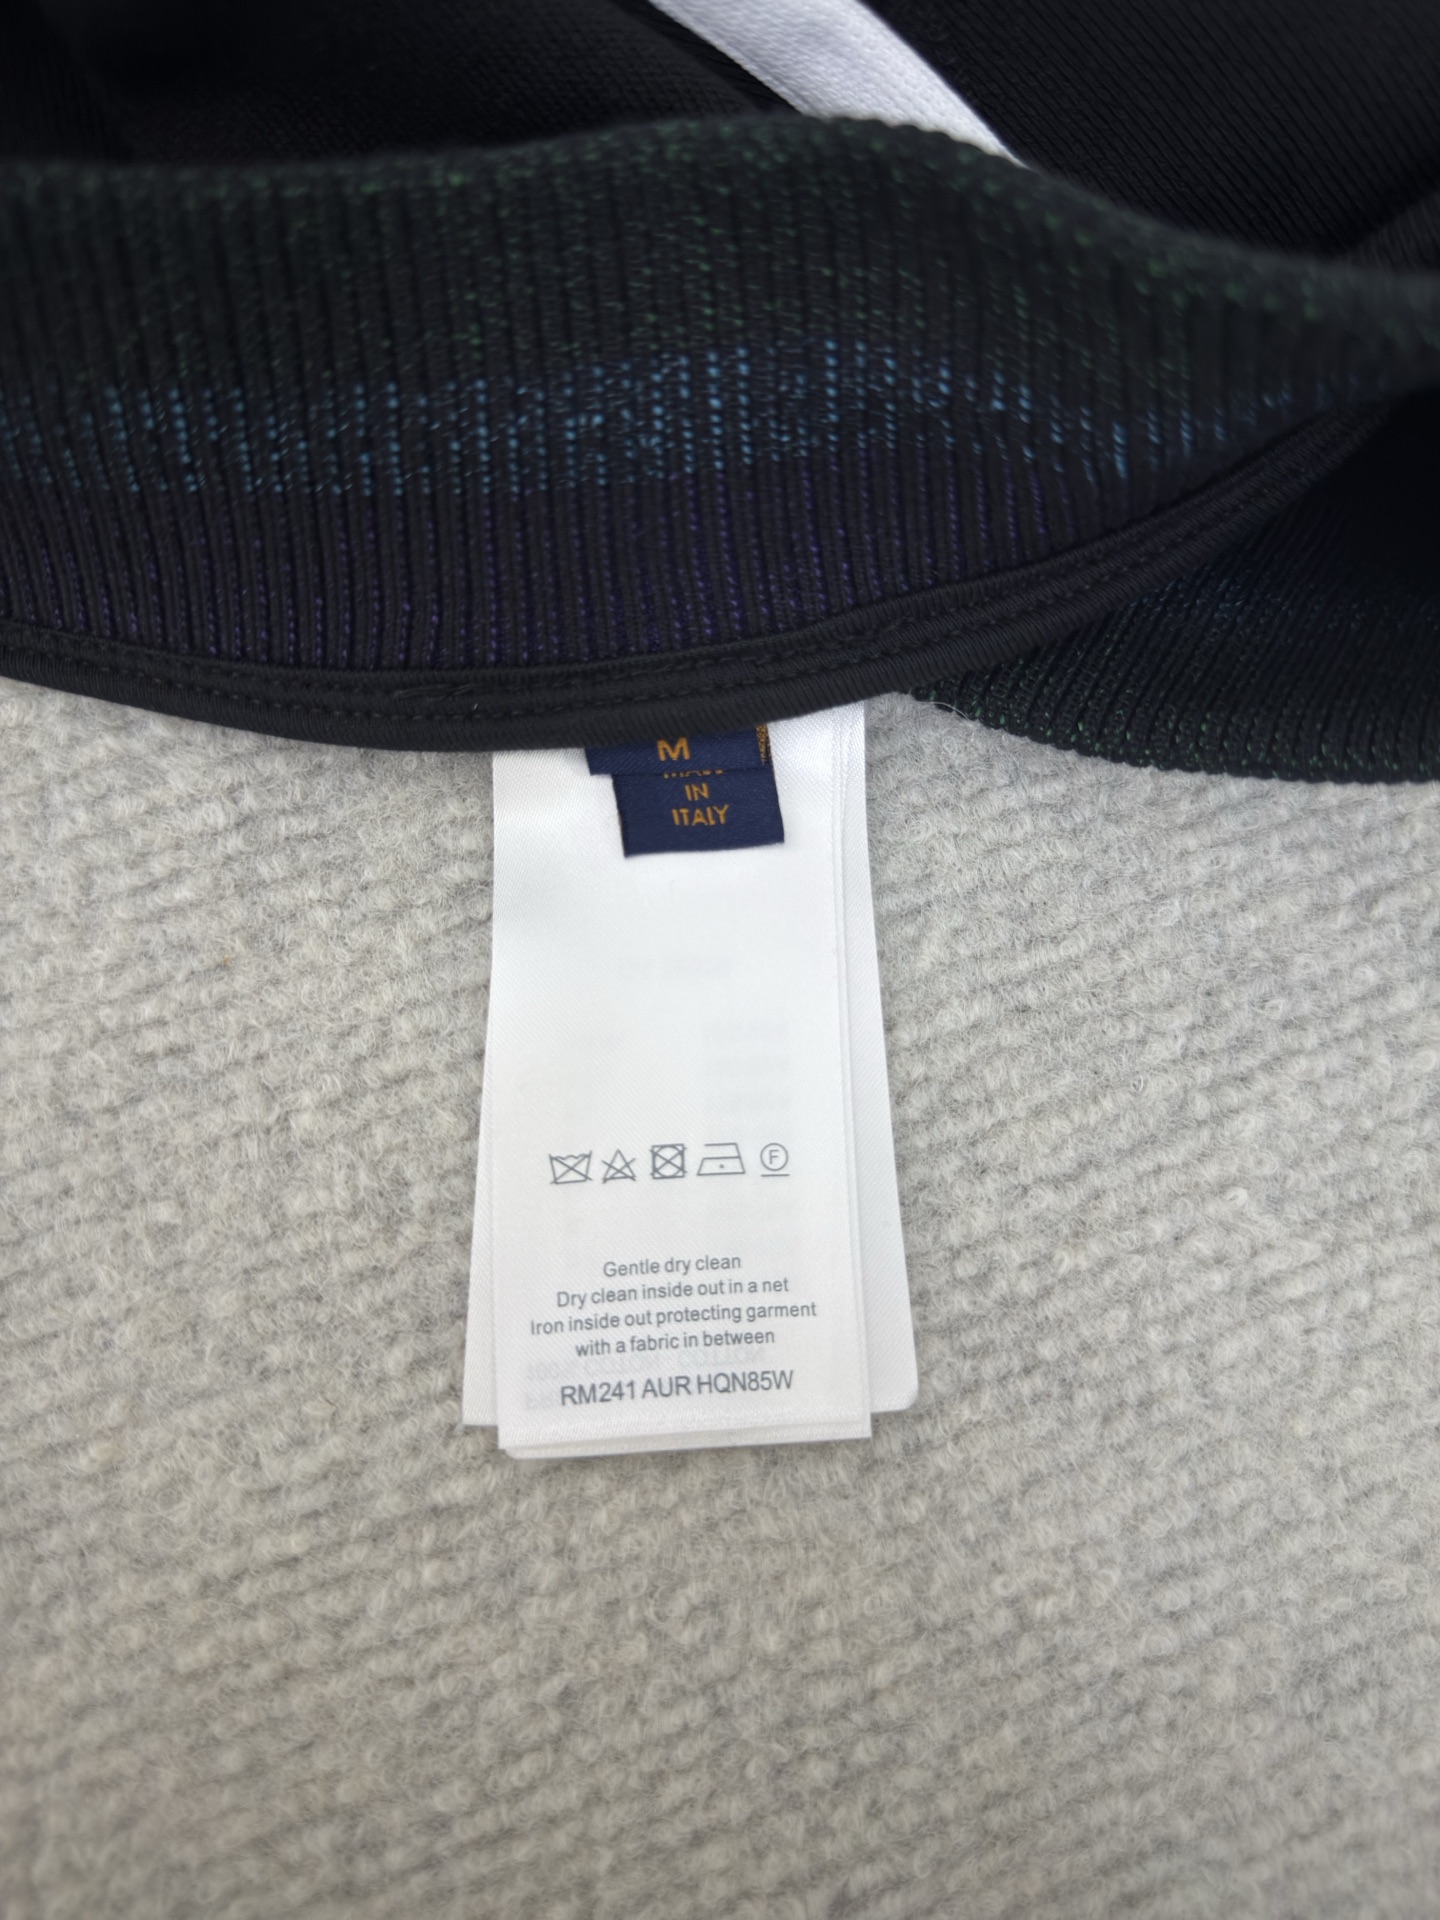 M
IN
ITALY
F
Gentle dry clean
Dry clean inside out in a net
Iron inside out protecting garment
with a fabric in between
RM241 AUR HQN85W